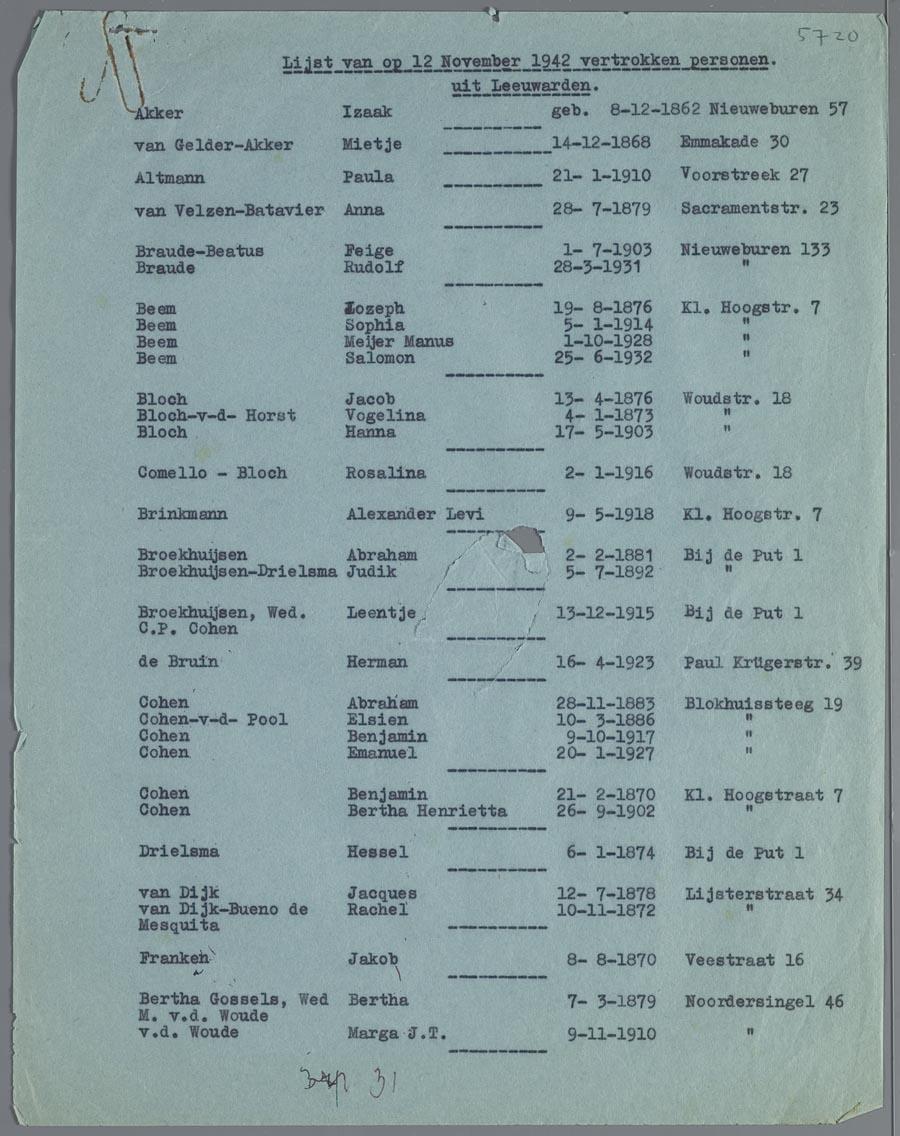 5720
Lijst van op 12 November 1942 vertrokken personen.
uit Leeuwarden.
Akker Izaak geb. 8-12-1862 Nieuweburen 57
van Gelder-Akker Mietje 14-12-1868 Emmakade 30
Altmann Paula 21- 1-1910 Voorstreek 27
van Velzen-Batavier Anna 28- 7-1879 Sacramentstr. 23
Braude-Beatus Feige 1- 7-1903 Nieuweburen 133
Braude Rudolf 28-3-1931 "
Beem Jozeph 19- 8-1876 Kl. Hoogstr. 7
Beem Sophia 5- 1-1914 "
Beem Meijer Manus 1-10-1928 "
Beem Salomon 25- 6-1932 "
Bloch Jacob 13- 4-1876 Woudstr. 18
Bloch-v-d- Horst Vogelina 4- 1-1873 "
Bloch Hanna 17- 5-1903 "
Comello - Bloch Rosalina 2- 1-1916 Woudstr. 18
Brinkmann Alexander Levi 9- 5-1918 Kl. Hoogstr. 7
Broekhuijsen Abraham 2- 2-1881 Bij de Put 1
Broekhuijsen-Drielsma Judik 5- 7-1892 "
Broekhuijsen, Wed. Leentje 13-12-1915 Bij de Put 1
C.P. Cohen
de Bruin Herman 16- 4-1923 Paul Krügerstr. 39
Cohen Abraham 28-11-1883 Blokhuissteeg 19
Cohen-v-d- Pool Elsien 10- 3-1886 "
Cohen Benjamin 9-10-1917 "
Cohen Emanuel 20- 1-1927 "
Cohen Benjamin 21- 2-1870 Kl. Hoogstraat 7
Cohen Bertha Henrietta 26- 9-1902 "
Drielsma Hessel 6- 1-1874 Bij de Put 1
van Dijk Jacques 12- 7-1878 Lijsterstraat 34
van Dijk-Bueno de Rachel 10-11-1872 "
Mesquita
Franken Jakob 8- 8-1870 Veestraat 16
Bertha Gossels, Wed Bertha 7- 3-1879 Noordersingel 46
M. v.d. Woude
v.d. Woude Marga J.T. 9-11-1910 "
31